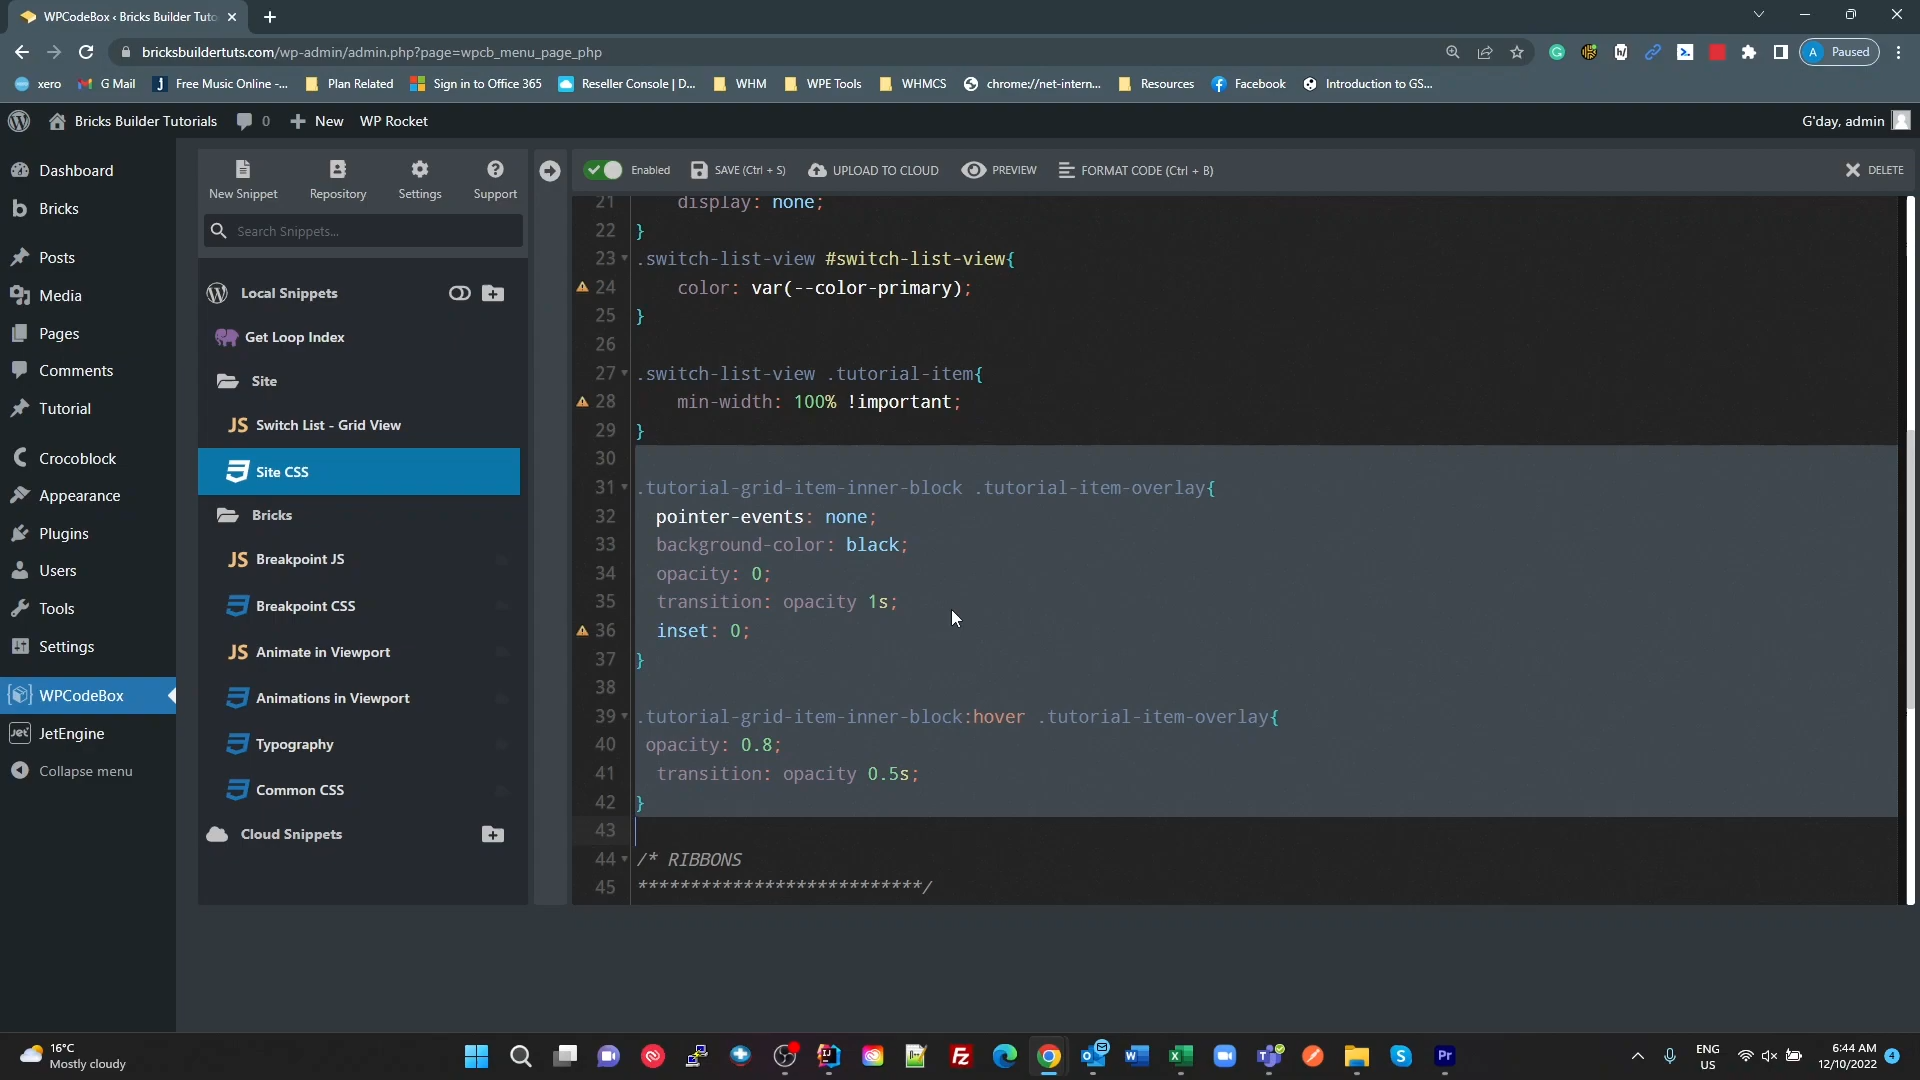 WPCodeBox ‹ Bricks Builder Tuto
bricksbuildertuts.com/wp-admin/admin.php?page=wpcb_menu_page_php
A Paused
xero
G Mail
Free Music Online -...
Plan Related
Sign in to Office 365
Reseller Console | D...
WHM
WPE Tools
WHMCS
chrome://net-intern...
Resources
Facebook
Introduction to GS...
Bricks Builder Tutorials
0
New
WP Rocket
G'day, admin
Dashboard
Bricks
Posts
Media
Pages
Comments
Tutorial
Crocoblock
Appearance
Plugins
Users
Tools
Settings
WPCodeBox
JetEngine
Collapse menu
New Snippet
Repository
Settings
Support
Search Snippets...
Local Snippets
Get Loop Index
Site
JS Switch List - Grid View
Site CSS
Bricks
JS Breakpoint JS
Breakpoint CSS
JS Animate in Viewport
Animations in Viewport
Typography
Common CSS
Cloud Snippets
Enabled
SAVE (Ctrl + S)
UPLOAD TO CLOUD
PREVIEW
FORMAT CODE (Ctrl + B)
DELETE
21 display: none;
22 }
23 .switch-list-view #switch-list-view{
24 color: var(--color-primary);
25 }
26
27 .switch-list-view .tutorial-item{
28 min-width: 100% !important;
29 }
30
31 .tutorial-grid-item-inner-block .tutorial-item-overlay{
32 pointer-events: none;
33 background-color: black;
34 opacity: 0;
35 transition: opacity 1s;
36 inset: 0;
37 }
38
39 .tutorial-grid-item-inner-block:hover .tutorial-item-overlay{
40 opacity: 0.8;
41 transition: opacity 0.5s;
42 }
43
44 /* RIBBONS
45 ***************************/
16°C
Mostly cloudy
ENG
US
6:44 AM
12/10/2022
4